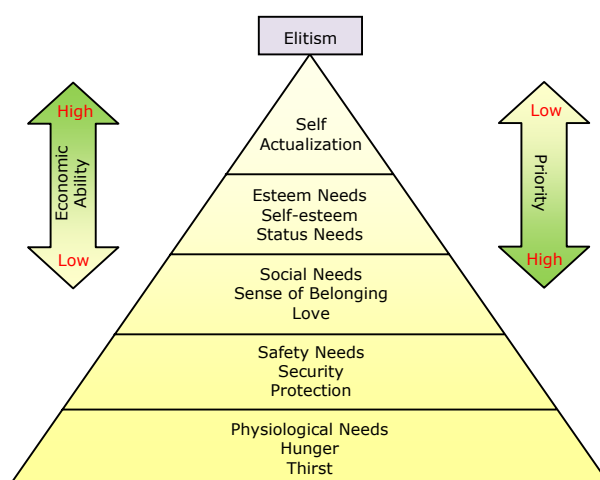 Elitism
High
Economic
Ability
Low
Low
Priority
High
Self
Actualization
Esteem Needs
Self-esteem
Status Needs
Social Needs
Sense of Belonging
Love
Safety Needs
Security
Protection
Physiological Needs
Hunger
Thirst